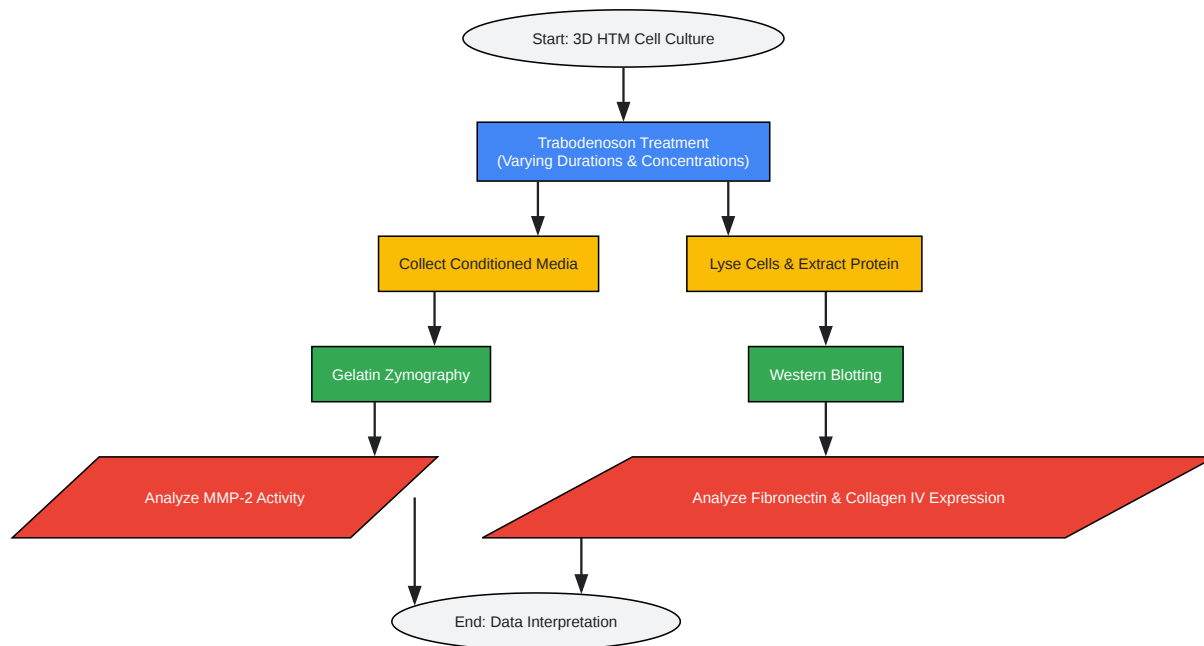 Start: 3D HTM Cell Culture
Trabodenoson Treatment
(Varying Durations & Concentrations)
Collect Conditioned Media
Lyse Cells & Extract Protein
Gelatin Zymography
Western Blotting
Analyze MMP-2 Activity
Analyze Fibronectin & Collagen IV Expression
End: Data Interpretation